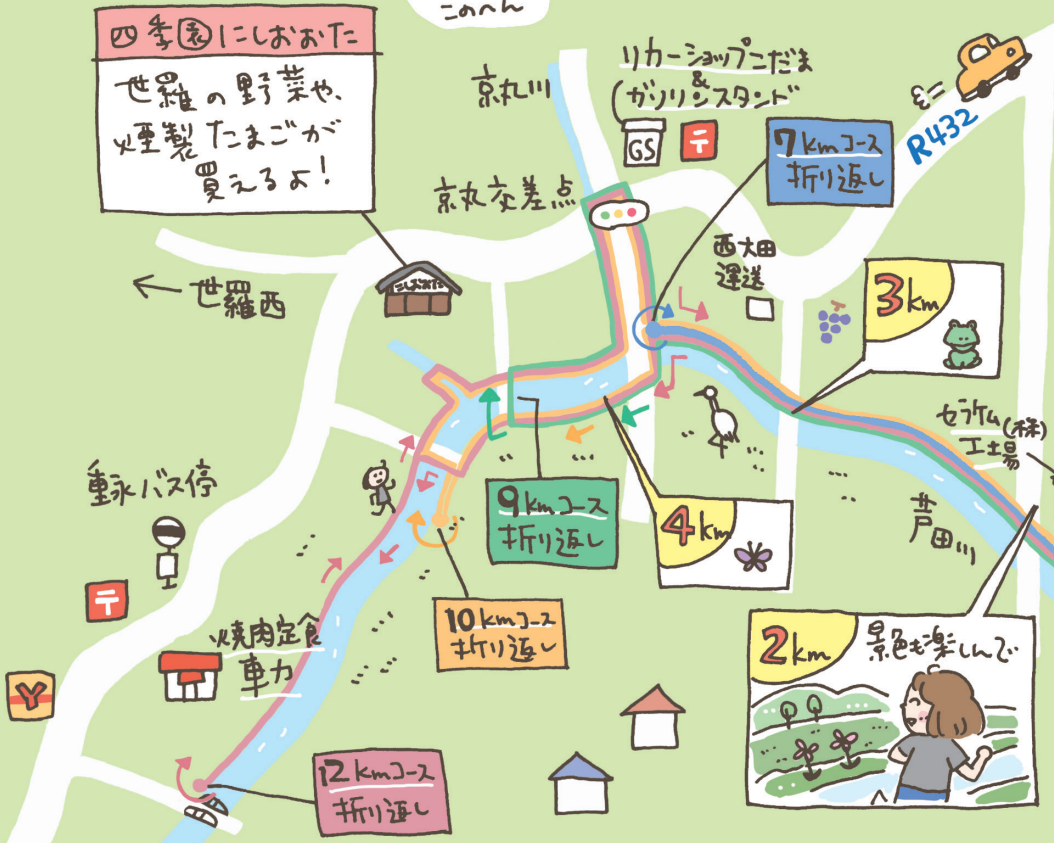 このへん
四季園にしおおた
世羅の野菜や、
燻製たまごが
買えるよ！
京丸川
リカーショップこだま
&
ガソリンスタンド
GS
〒
R432
7kmコース
折り返し
京丸交差点
西大田
運送
← 世羅西
にしおおた
3km
セラケム(株)
工場
芦田川
重永バス停
〒
9kmコース
折り返し
4km
10kmコース
折り返し
2km
景色も楽しんで
焼肉定食
車力
Y
12kmコース
折り返し